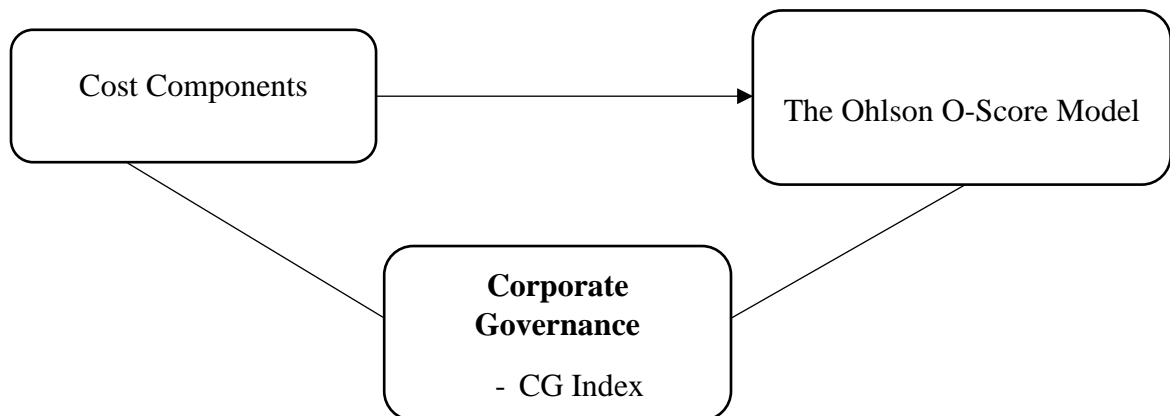 Cost Components
The Ohlson O-Score Model
Corporate
Governance
- CG Index